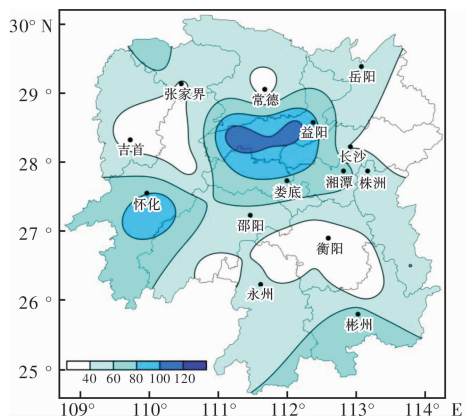 30° N
岳阳
张家界
29 °
常德
益阳
吉首
长沙
28 °
湘潭
株洲
娄底
怀化
邵阳
27 °
衡阳
永州
26 °
彬州
40 60 80 100 120
25 °
109 ° 110 ° 111 ° 112 ° 113 ° 114 ° E